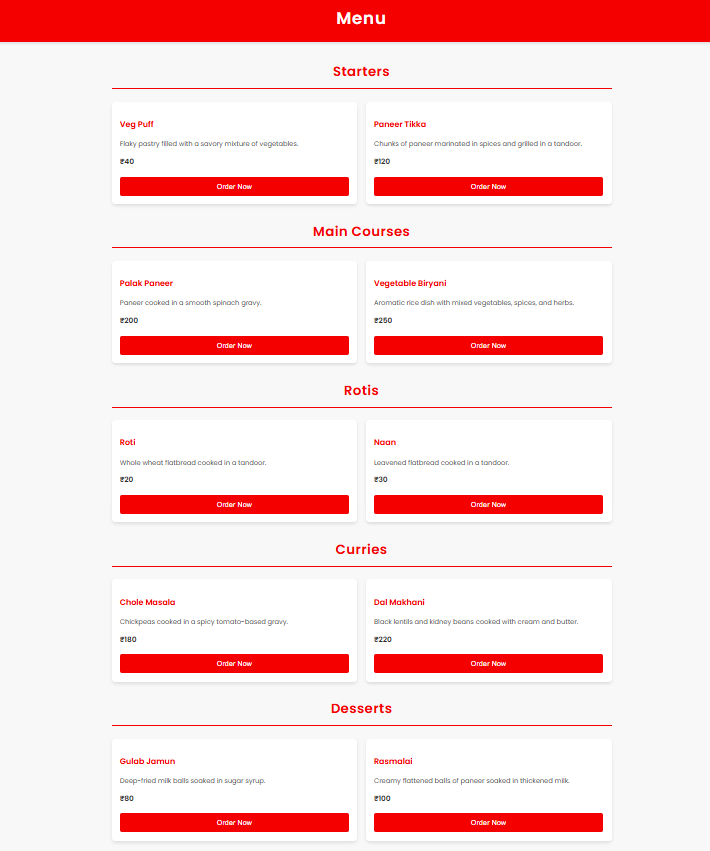 Menu
Starters
Veg Puff
Flaky pastry filled with a savory mixture of vegetables.
₹40
Order Now
Paneer Tikka
Chunks of paneer marinated in spices and grilled in a tandoor.
₹120
Order Now
Main Courses
Palak Paneer
Paneer cooked in a smooth spinach gravy.
₹200
Order Now
Vegetable Biryani
Aromatic rice dish with mixed vegetables, spices, and herbs.
₹250
Order Now
Rotis
Roti
Whole wheat flatbread cooked in a tandoor.
₹20
Order Now
Naan
Leavened flatbread cooked in a tandoor.
₹30
Order Now
Curries
Chole Masala
Chickpeas cooked in a spicy tomato-based gravy.
₹180
Order Now
Dal Makhani
Black lentils and kidney beans cooked with cream and butter.
₹220
Order Now
Desserts
Gulab Jamun
Deep-fried milk balls soaked in sugar syrup.
₹80
Order Now
Rasmalai
Creamy flattened balls of paneer soaked in thickened milk.
₹100
Order Now